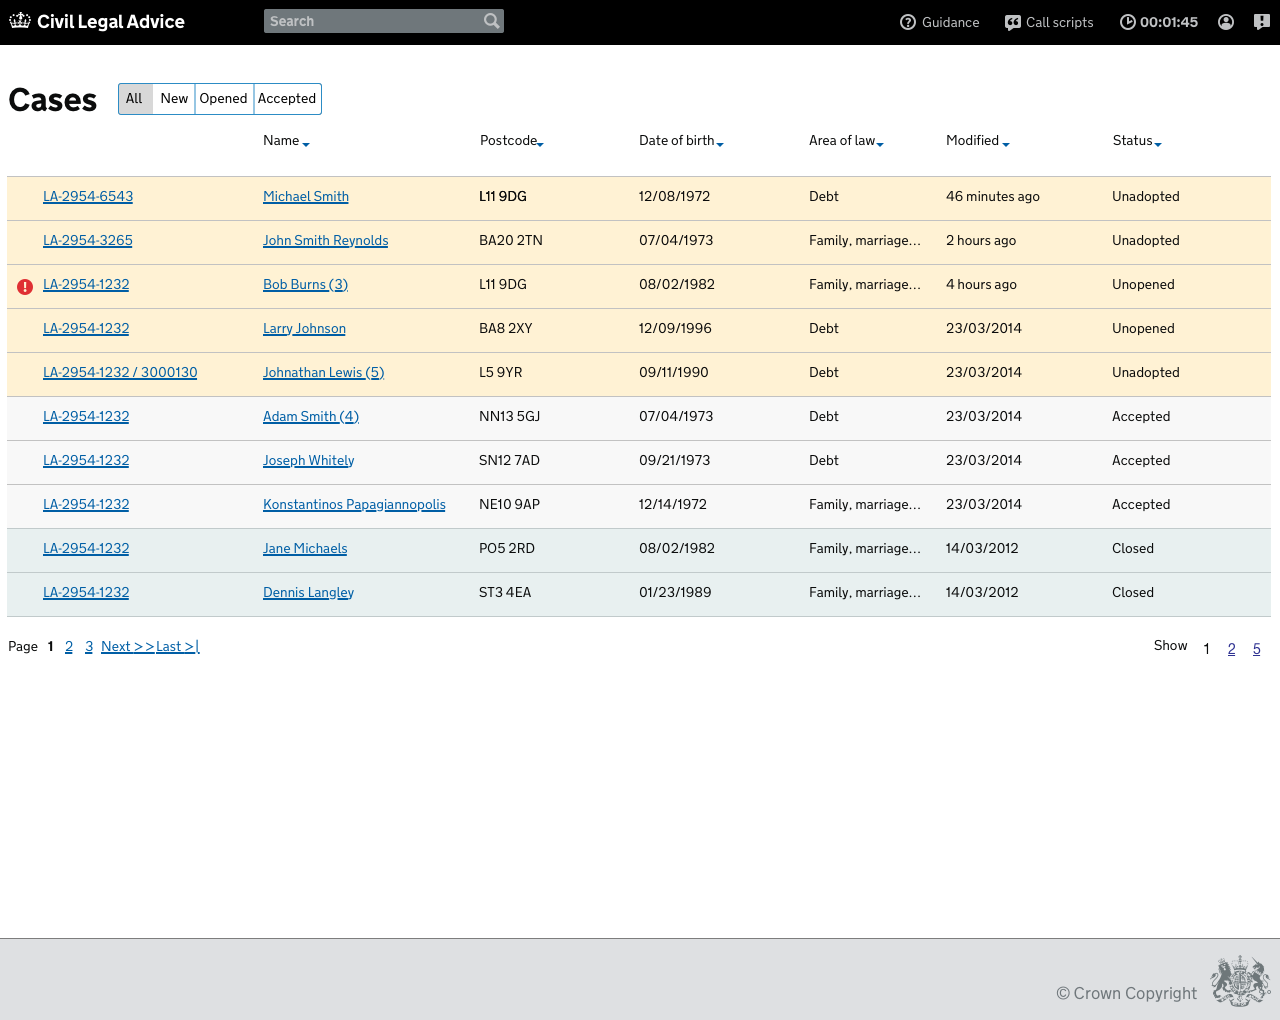 Civil Legal Advice Search Guidance Call scripts 00:01:45
Cases All New Opened Accepted
Name Postcode Date of birth Area of law Modified Status
LA-2954-6543 Michael Smith L11 9DG 12/08/1972 Debt 46 minutes ago Unadopted
LA-2954-3265 John Smith Reynolds BA20 2TN 07/04/1973 Family, marriage... 2 hours ago Unadopted
LA-2954-1232 Bob Burns (3) L11 9DG 08/02/1982 Family, marriage... 4 hours ago Unopened
LA-2954-1232 Larry Johnson BA8 2XY 12/09/1996 Debt 23/03/2014 Unopened
LA-2954-1232 / 3000130 Johnathan Lewis (5) L5 9YR 09/11/1990 Debt 23/03/2014 Unadopted
LA-2954-1232 Adam Smith (4) NN13 5GJ 07/04/1973 Debt 23/03/2014 Accepted
LA-2954-1232 Joseph Whitely SN12 7AD 09/21/1973 Debt 23/03/2014 Accepted
LA-2954-1232 Konstantinos Papagiannopolis NE10 9AP 12/14/1972 Family, marriage... 23/03/2014 Accepted
LA-2954-1232 Jane Michaels PO5 2RD 08/02/1982 Family, marriage... 14/03/2012 Closed
LA-2954-1232 Dennis Langley ST3 4EA 01/23/1989 Family, marriage... 14/03/2012 Closed
Page 1 2 3 Next >> Last >| Show 1 2 5
© Crown Copyright